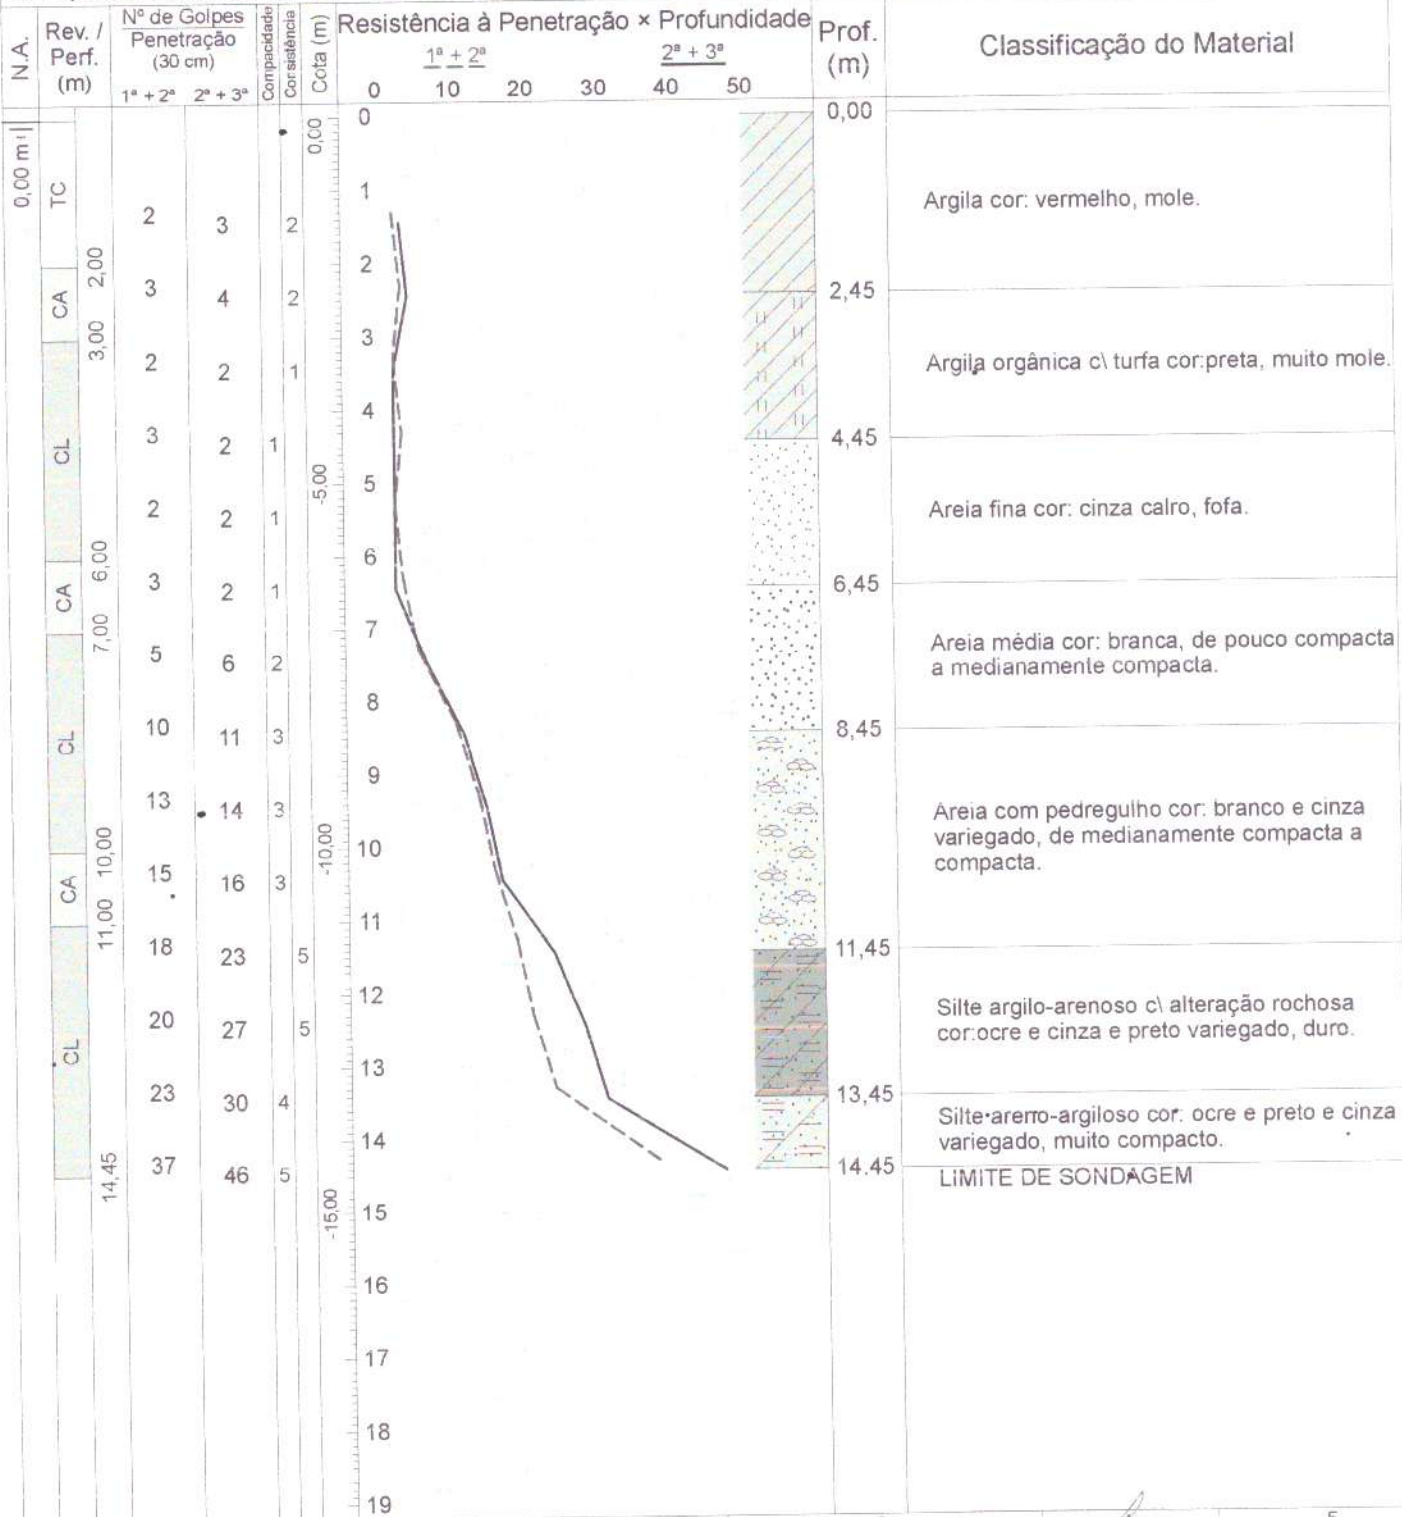 N.A.
Rev. /
Perf.
(m)
Nº de Golpes
Penetração
(30 cm)
1ª + 2ª 2ª + 3ª
Compacidade
Consistência
Cota (m)
Resistência à Penetração × Profundidade
1ª + 2ª 2ª + 3ª
0 10 20 30 40 50
Prof.
(m)
Classificação do Material
0,00 m
TC
2,00
CA
3,00
CL
6,00
CA
7,00
CL
10,00
CA
11,00
CL
14,45
2 3 2
3 4 2
2 2 1
3 2 1
2 2 1
3 2 1
5 6 2
10 11 3
13 14 3
15 16 3
18 23 5
20 27 5
23 30 4
37 46 5
0,00
-5,00
-10,00
-15,00
0
1
2
3
4
5
6
7
8
9
10
11
12
13
14
15
16
17
18
19
0,00
Argila cor: vermelho, mole.
2,45
Argila orgânica c\ turfa cor:preta, muito mole.
4,45
Areia fina cor: cinza calro, fofa.
6,45
Areia média cor: branca, de pouco compacta
a medianamente compacta.
8,45
Areia com pedregulho cor: branco e cinza
variegado, de medianamente compacta a
compacta.
11,45
Silte argilo-arenoso c\ alteração rochosa
cor:ocre e cinza e preto variegado, duro.
13,45
Silte areno-argiloso cor: ocre e preto e cinza
variegado, muito compacto.
14,45
LIMITE DE SONDAGEM